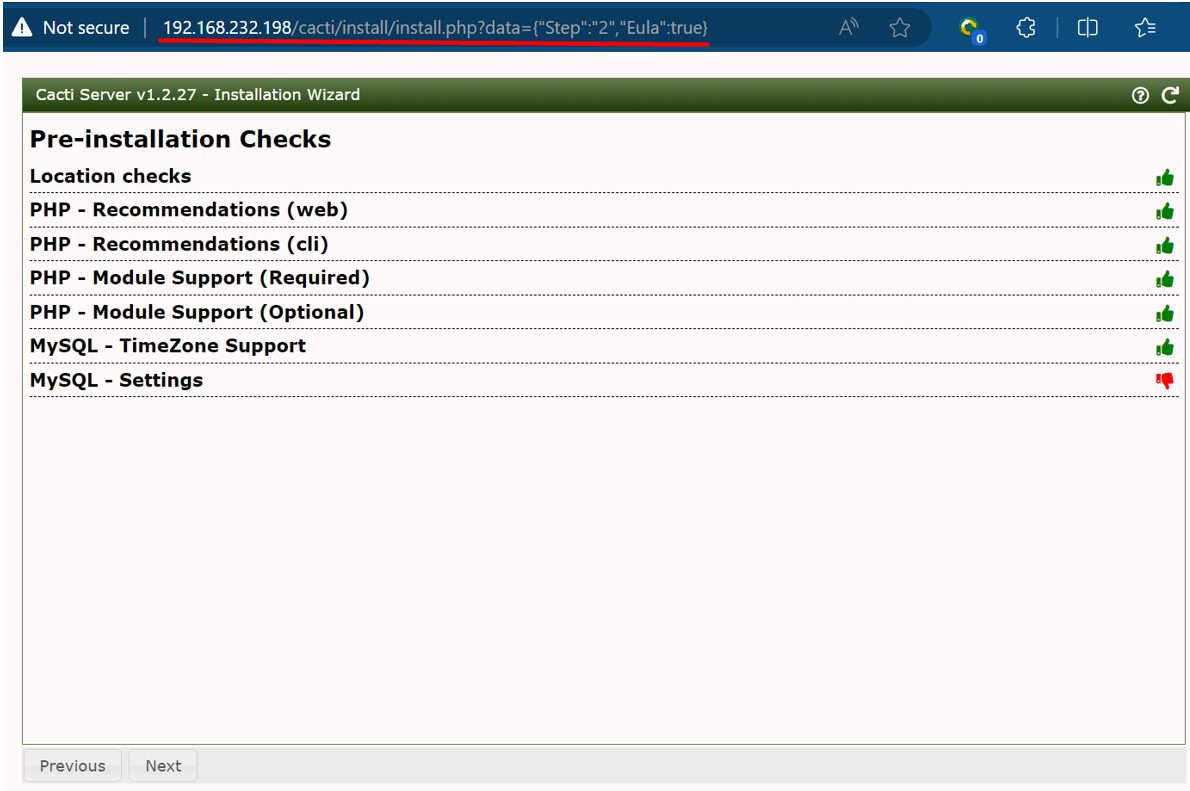 Not secure
192.168.232.198/cacti/install/install.php?data={"Step":"2","Eula":true}
0
Cacti Server v1.2.27 - Installation Wizard
Pre-installation Checks
Location checks
PHP - Recommendations (web)
PHP - Recommendations (cli)
PHP - Module Support (Required)
PHP - Module Support (Optional)
MySQL - TimeZone Support
MySQL - Settings
Previous
Next